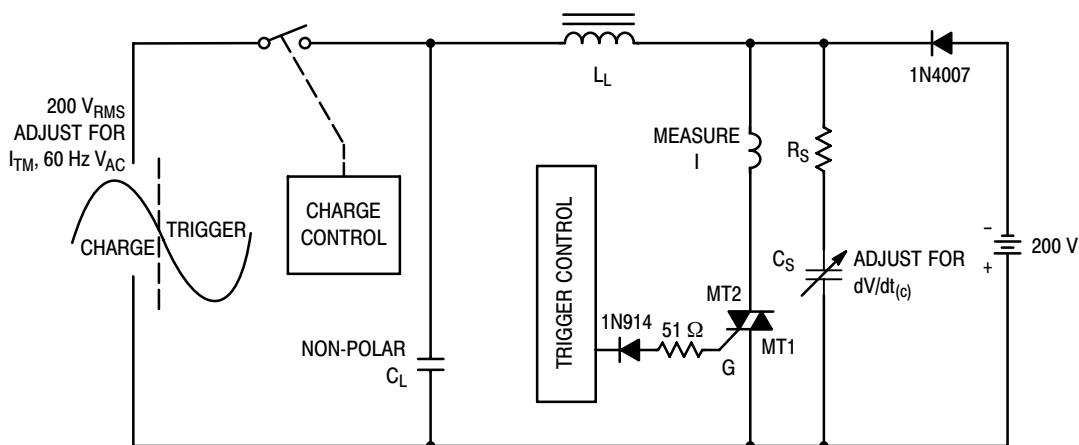 L_L
1N4007
200 V_RMS
ADJUST FOR
I_TM, 60 Hz V_AC
MEASURE
I
R_S
CHARGE
CONTROL
TRIGGER
CHARGE
TRIGGER CONTROL
–
+
200 V
C_S
ADJUST FOR
dV/dt_(c)
MT2
1N914
51 Ω
MT1
G
NON-POLAR
C_L